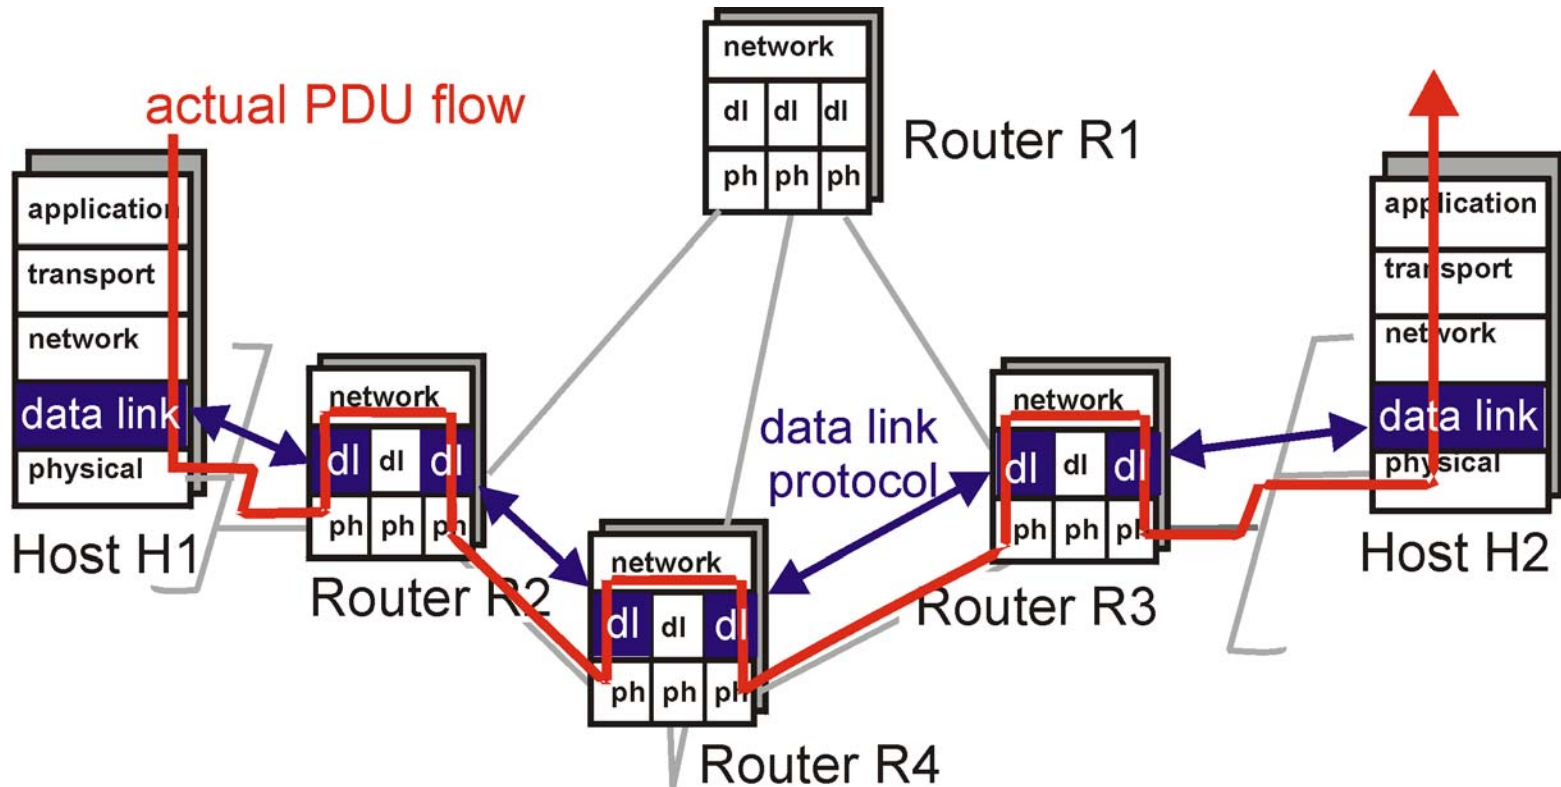 network
dl dl dl
ph ph ph
Router R1
actual PDU flow
application
transport
network
data link
physical
Host H1
network
dl dl dl
ph ph ph
Router R2
data link
protocol
network
dl dl dl
ph ph ph
Router R4
network
dl dl dl
ph ph ph
Router R3
application
transport
network
data link
physical
Host H2